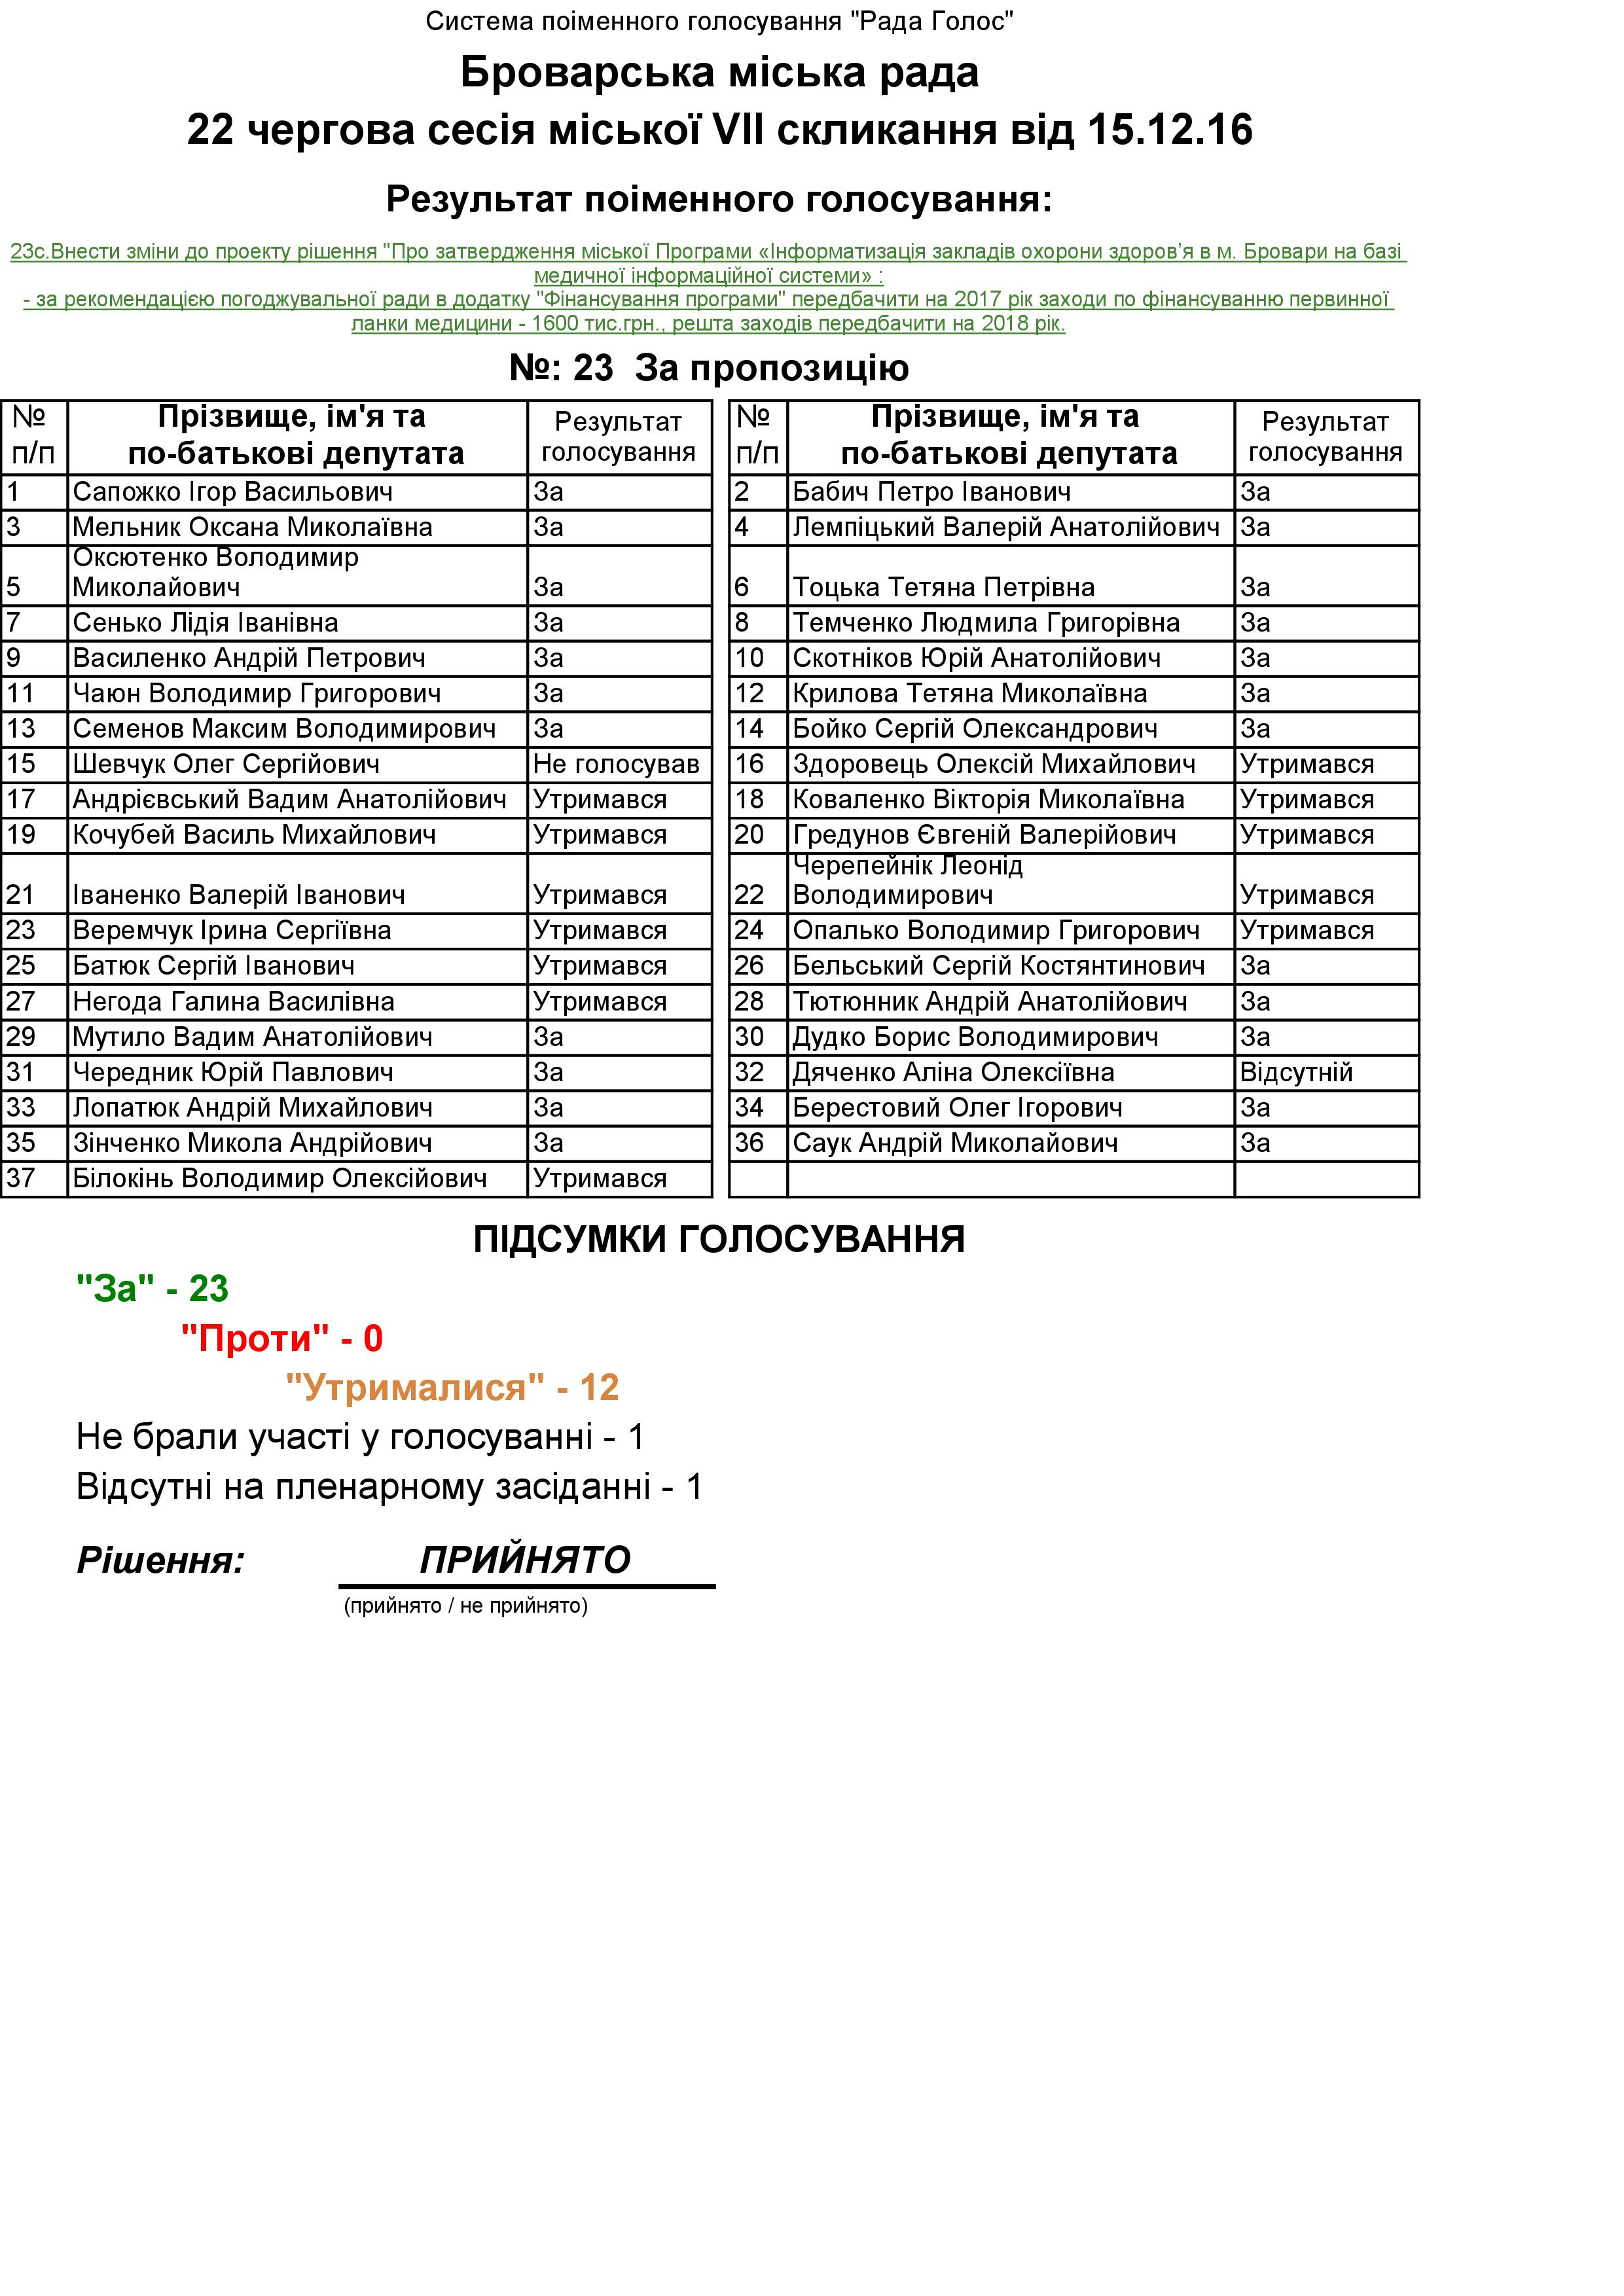 Система поіменного голосування "Рада Голос"
Броварська міська рада
22 чергова сесія міської VII скликання від 15.12.16
Результат поіменного голосування:
23с.Внести зміни до проекту рішення "Про затвердження міської Програми «Інформатизація закладів охорони здоров’я в м. Бровари на базі
медичної інформаційної системи» :
- за рекомендацією погоджувальної ради в додатку "Фінансування програми" передбачити на 2017 рік заходи по фінансуванню первинної
ланки медицини - 1600 тис.грн., решта заходів передбачити на 2018 рік.
№: 23 За пропозицію
№ Прізвище, ім'я та Результат № Прізвище, ім'я та Результат
п/п по-батькові депутата голосування п/п по-батькові депутата голосування
1 Сапожко Ігор Васильович За 2 Бабич Петро Іванович За
3 Мельник Оксана Миколаївна За 4 Лемпіцький Валерій Анатолійович За
Оксютенко Володимир
5 Миколайович За 6 Тоцька Тетяна Петрівна За
7 Сенько Лідія Іванівна За 8 Темченко Людмила Григорівна За
9 Василенко Андрій Петрович За 10 Скотніков Юрій Анатолійович За
11 Чаюн Володимир Григорович За 12 Крилова Тетяна Миколаївна За
13 Семенов Максим Володимирович За 14 Бойко Сергій Олександрович За
15 Шевчук Олег Сергійович Не голосував 16 Здоровець Олексій Михайлович Утримався
17 Андрієвський Вадим Анатолійович Утримався 18 Коваленко Вікторія Миколаївна Утримався
19 Кочубей Василь Михайлович Утримався 20 Гредунов Євгеній Валерійович Утримався
Черепейнік Леонід
21 Іваненко Валерій Іванович Утримався 22 Володимирович Утримався
23 Веремчук Ірина Сергіївна Утримався 24 Опалько Володимир Григорович Утримався
25 Батюк Сергій Іванович Утримався 26 Бельський Сергій Костянтинович За
27 Негода Галина Василівна Утримався 28 Тютюнник Андрій Анатолійович За
29 Мутило Вадим Анатолійович За 30 Дудко Борис Володимирович За
31 Чередник Юрій Павлович За 32 Дяченко Аліна Олексіївна Відсутній
33 Лопатюк Андрій Михайлович За 34 Берестовий Олег Ігорович За
35 Зінченко Микола Андрійович За 36 Саук Андрій Миколайович За
37 Білокінь Володимир Олексійович Утримався
ПІДСУМКИ ГОЛОСУВАННЯ
"За" - 23
"Проти" - 0
"Утрималися" - 12
Не брали участі у голосуванні - 1
Відсутні на пленарному засіданні - 1
Рішення: ПРИЙНЯТО
(прийнято / не прийнято)